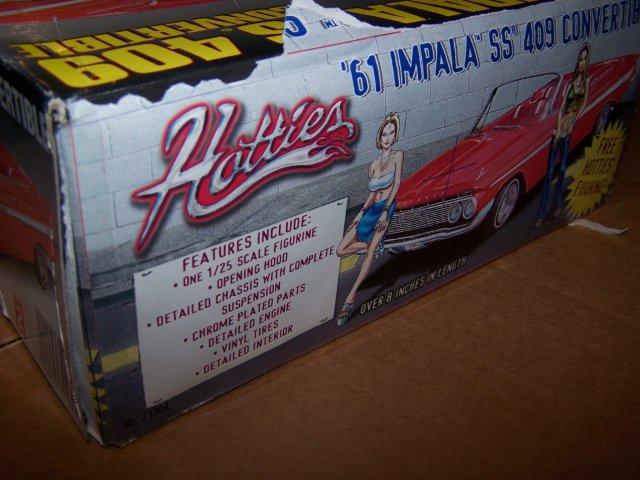 SS 409
CONVERTIBLE
'61 IMPALA SS 409 CONVERTIB
Hotties
FREE
HOTTIES
FIGURINE!
FEATURES INCLUDE:
• ONE 1/25 SCALE FIGURINE
• OPENING HOOD
• DETAILED CHASSIS WITH COMPLETE
SUSPENSION
• CHROME PLATED PARTS
• DETAILED ENGINE
• VINYL TIRES
• DETAILED INTERIOR
OVER 8 INCHES IN LENGTH